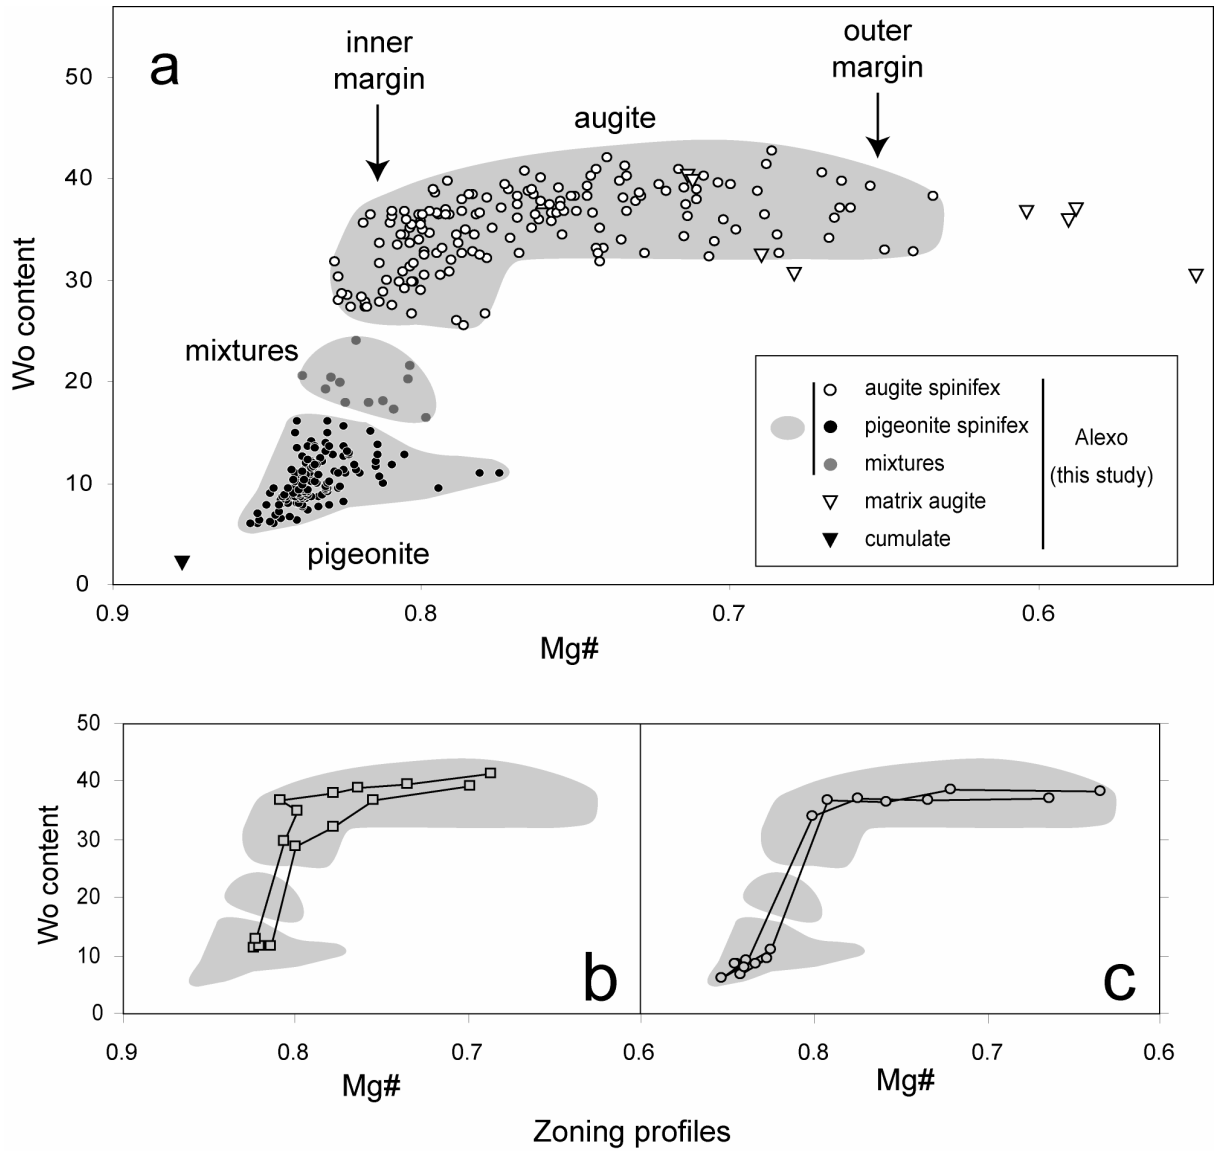 a
inner
margin
outer
margin
augite
mixtures
pigeonite
50
40
30
20
10
0
Wo content
0.9
0.8
0.7
0.6
Mg#
augite spinifex
pigeonite spinifex
mixtures
matrix augite
cumulate
Alexo
(this study)
50
40
30
20
10
0
Wo content
b
c
0.9
0.8
0.7
0.6
0.8
0.7
0.6
Mg#
Mg#
Zoning profiles